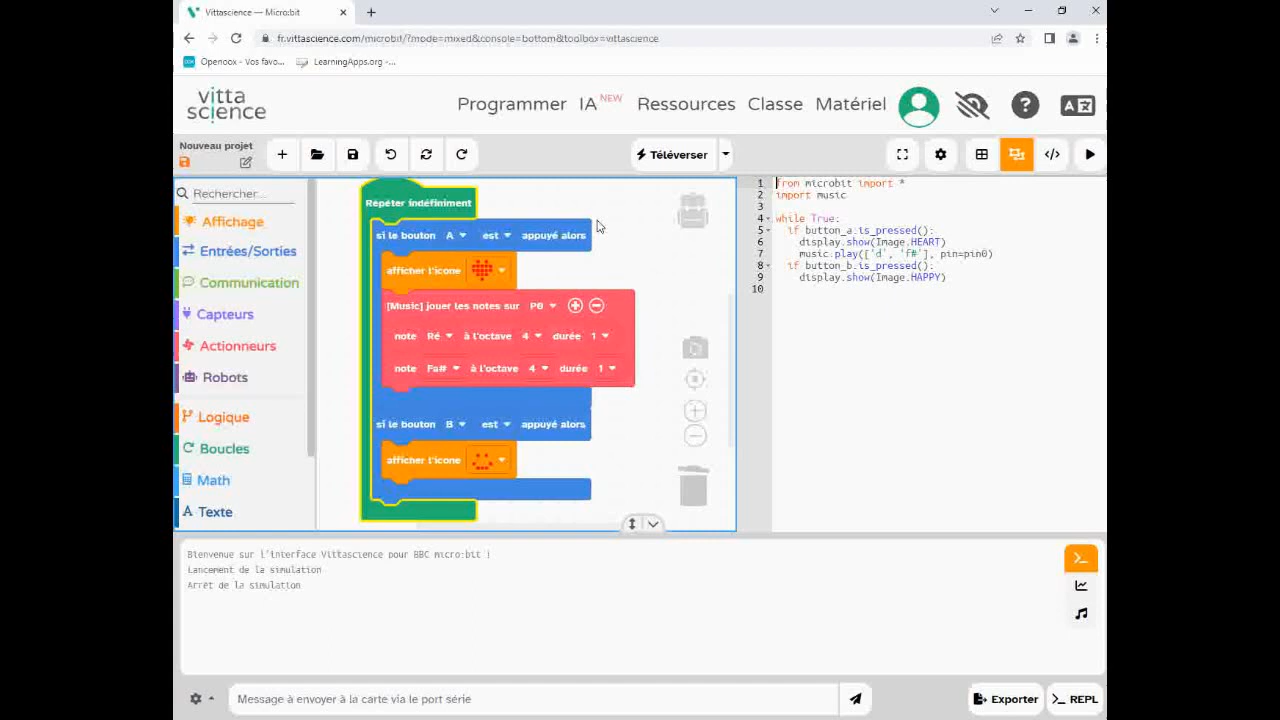 Vittascience — Micro:bit
fr.vittascience.com/microbit/?mode=mixed&console=bottom&toolbox=vittascience
Openoox - Vos favo...
LearningApps.org -...
vitta
science
Programmer
IA NEW
Ressources
Classe
Matériel
Nouveau projet
Téléverser
Rechercher...
Affichage
Entrées/Sorties
Communication
Capteurs
Actionneurs
Robots
Logique
Boucles
Math
Texte
Répéter indéfiniment
si le bouton A est appuyé alors
afficher l'icône
[Music] jouer les notes sur P0
note Ré à l'octave 4 durée 1
note Fa# à l'octave 4 durée 1
si le bouton B est appuyé alors
afficher l'icône
1 from microbit import *
2 import music
3
4 while True:
5 if button_a.is_pressed():
6 display.show(Image.HEART)
7 music.play(['d', 'f#'], pin=pin0)
8 if button_b.is_pressed():
9 display.show(Image.HAPPY)
10
Bienvenue sur l'interface Vittascience pour BBC micro:bit !
Lancement de la simulation
Arrêt de la simulation
Message à envoyer à la carte via le port série
Exporter
REPL